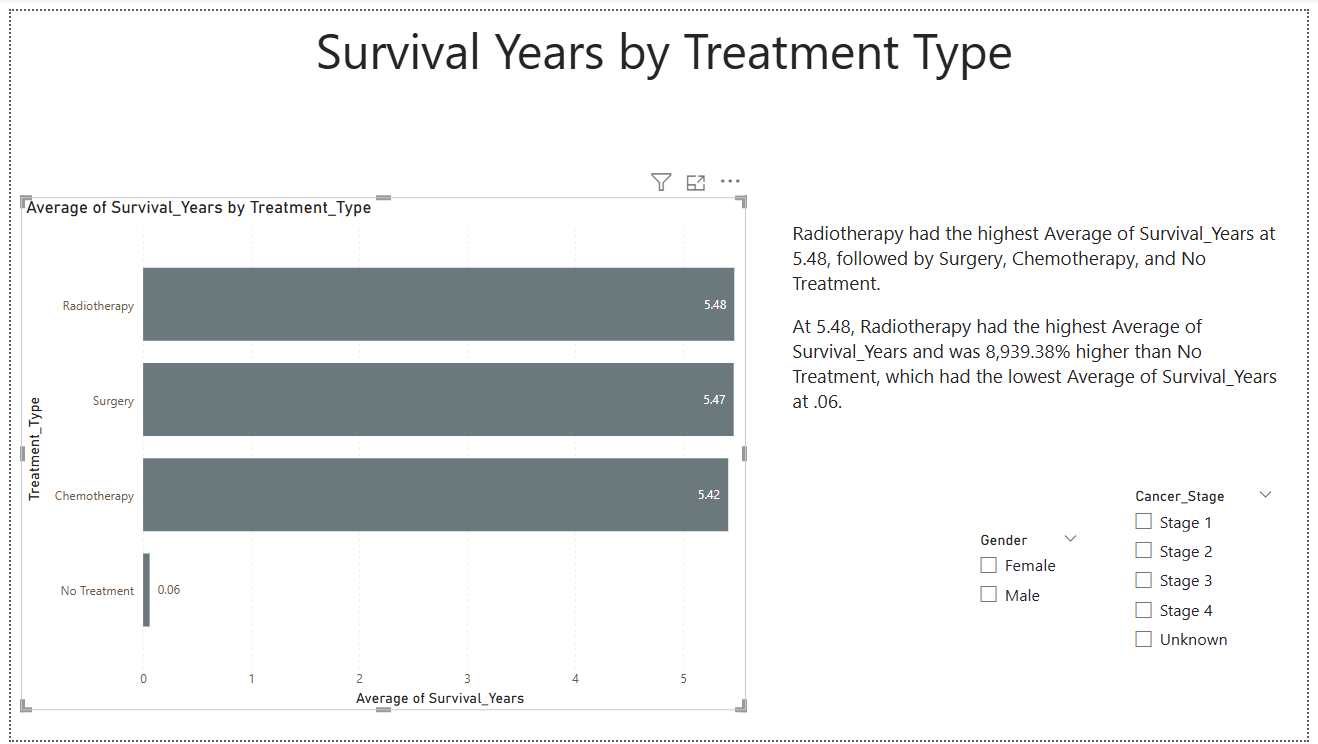 Survival Years by Treatment Type
Average of Survival_Years by Treatment_Type
Treatment_Type
Radiotherapy
5.48
Surgery
5.47
Chemotherapy
5.42
No Treatment
0.06
0
1
2
3
4
5
Average of Survival_Years
Radiotherapy had the highest Average of Survival_Years at
5.48, followed by Surgery, Chemotherapy, and No
Treatment.
At 5.48, Radiotherapy had the highest Average of
Survival_Years and was 8,939.38% higher than No
Treatment, which had the lowest Average of Survival_Years
at .06.
Gender
Female
Male
Cancer_Stage
Stage 1
Stage 2
Stage 3
Stage 4
Unknown